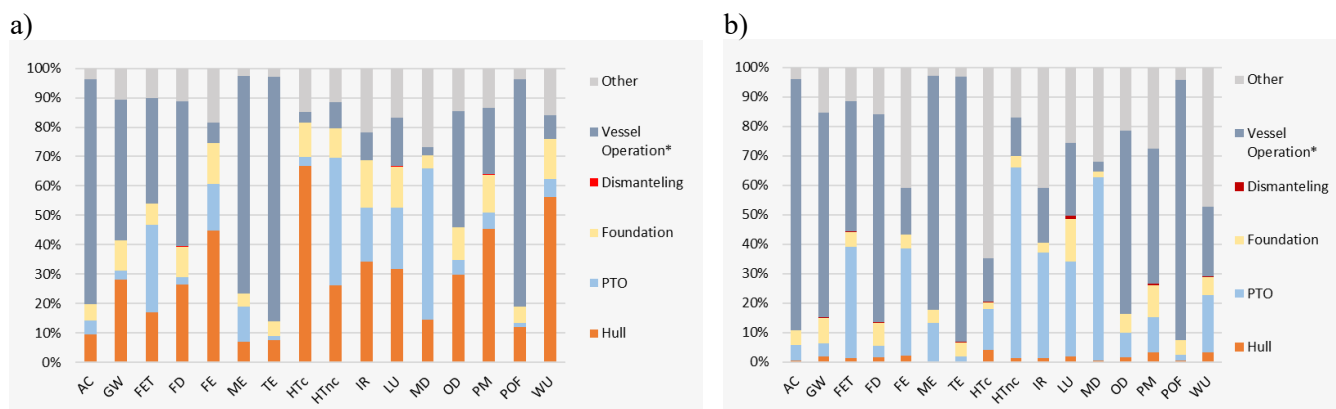 a)
100%
90%
80%
70%
60%
50%
40%
30%
20%
10%
0%
AC
GW
FET
FD
FE
ME
TE
HTc
HTnc
IR
LU
MD
OD
PM
POF
WU
Other
Vessel
Operation*
Dismanteling
Foundation
PTO
Hull
b)
100%
90%
80%
70%
60%
50%
40%
30%
20%
10%
0%
AC
GW
FET
FD
FE
ME
TE
HTc
HTnc
IR
LU
MD
OD
PM
POF
WU
Other
Vessel
Operation*
Dismanteling
Foundation
PTO
Hull